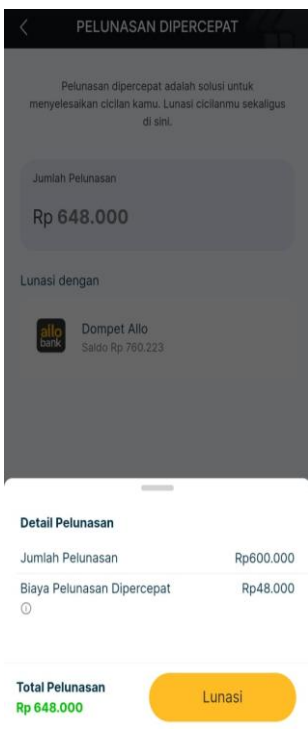 PELUNASAN DIPERCEPAT
Pelunasan dipercepat adalah solusi untuk
menyelesaikan cicilan kamu. Lunasi cicilanmu sekaligus
di sini.
Jumlah Pelunasan
Rp 648.000
Lunasi dengan
allo
bank
Dompet Allo
Saldo Rp 760.223
Detail Pelunasan
Jumlah Pelunasan Rp600.000
Biaya Pelunasan Dipercepat Rp48.000
Total Pelunasan
Rp 648.000
Lunasi